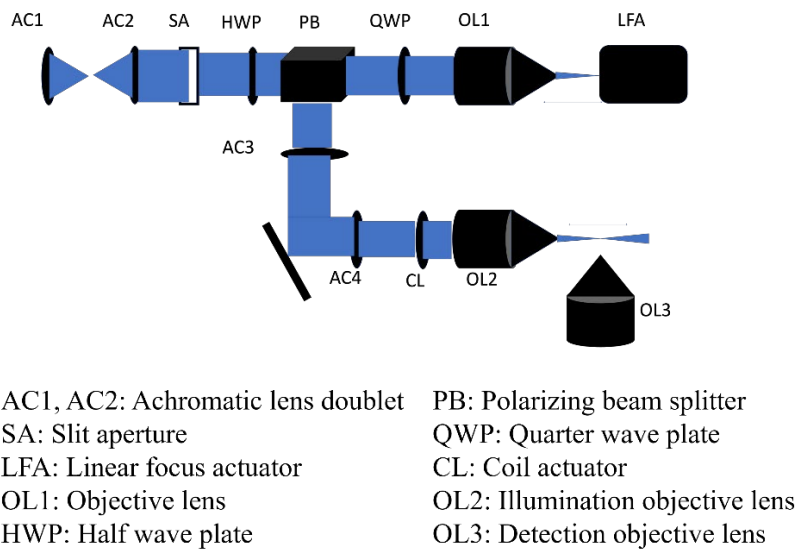 AC1 AC2 SA HWP PB QWP OL1 LFA
AC3
AC4 CL OL2
OL3
AC1, AC2: Achromatic lens doublet
SA: Slit aperture
LFA: Linear focus actuator
OL1: Objective lens
HWP: Half wave plate
PB: Polarizing beam splitter
QWP: Quarter wave plate
CL: Coil actuator
OL2: Illumination objective lens
OL3: Detection objective lens